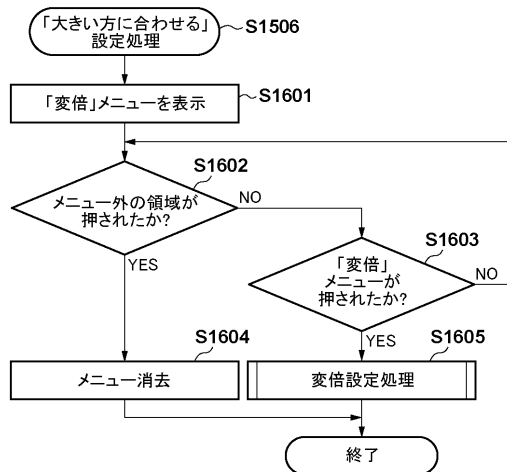 「大きい方に合わせる」
設定処理
S1506
「変倍」メニューを表示
S1601
S1602
メニュー外の領域が
押されたか?
NO
YES
S1603
「変倍」
メニューが
押されたか?
NO
YES
S1604
メニュー消去
S1605
変倍設定処理
終了